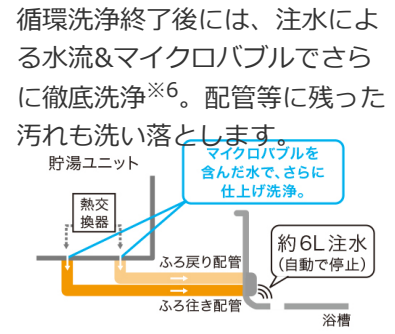 循環洗浄終了後には、注水によ
る水流&マイクロバブルでさら
に徹底洗浄※6。配管等に残った
汚れも洗い落とします。
貯湯ユニット
マイクロバブルを
含んだ水で、さらに
仕上げ洗浄。
熱交
換器
約6L注水
（自動で停止）
ふろ戻り配管
ふろ往き配管
浴槽